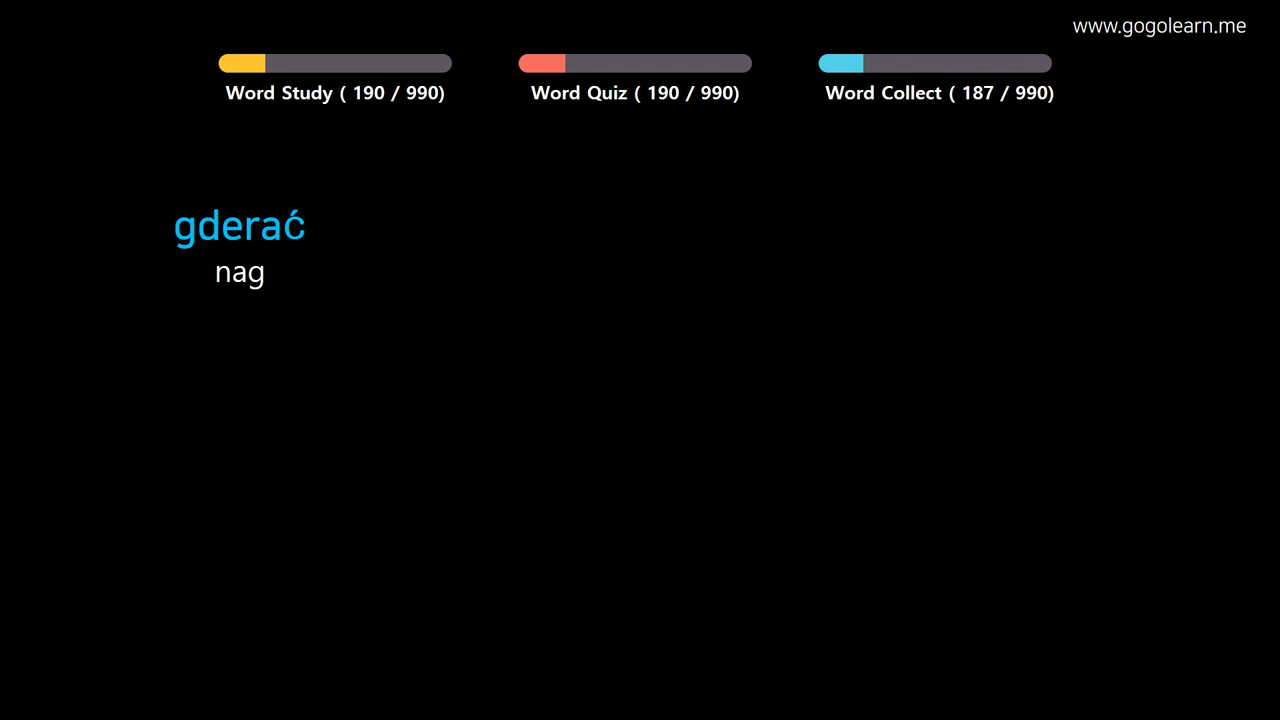 www.gogolearn.me
Word Study ( 190 / 990)
Word Quiz ( 190 / 990)
Word Collect ( 187 / 990)
gderać
nag